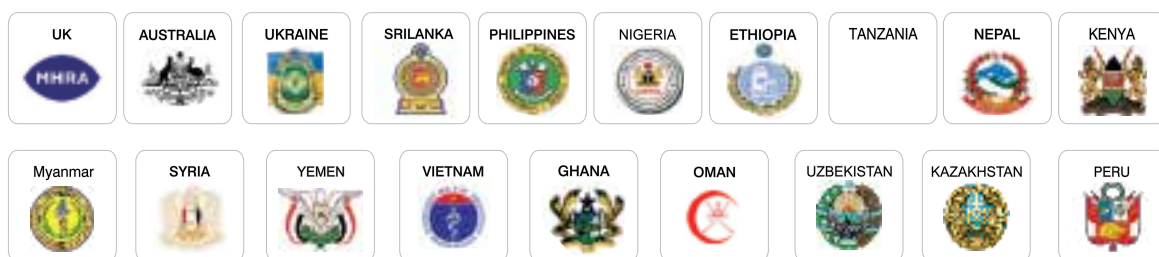 UK
AUSTRALIA
UKRAINE
SRILANKA
PHILIPPINES
NIGERIA
ETHIOPIA
TANZANIA
NEPAL
KENYA
MHRA
Myanmar
SYRIA
YEMEN
VIETNAM
GHANA
OMAN
UZBEKISTAN
KAZAKHSTAN
PERU